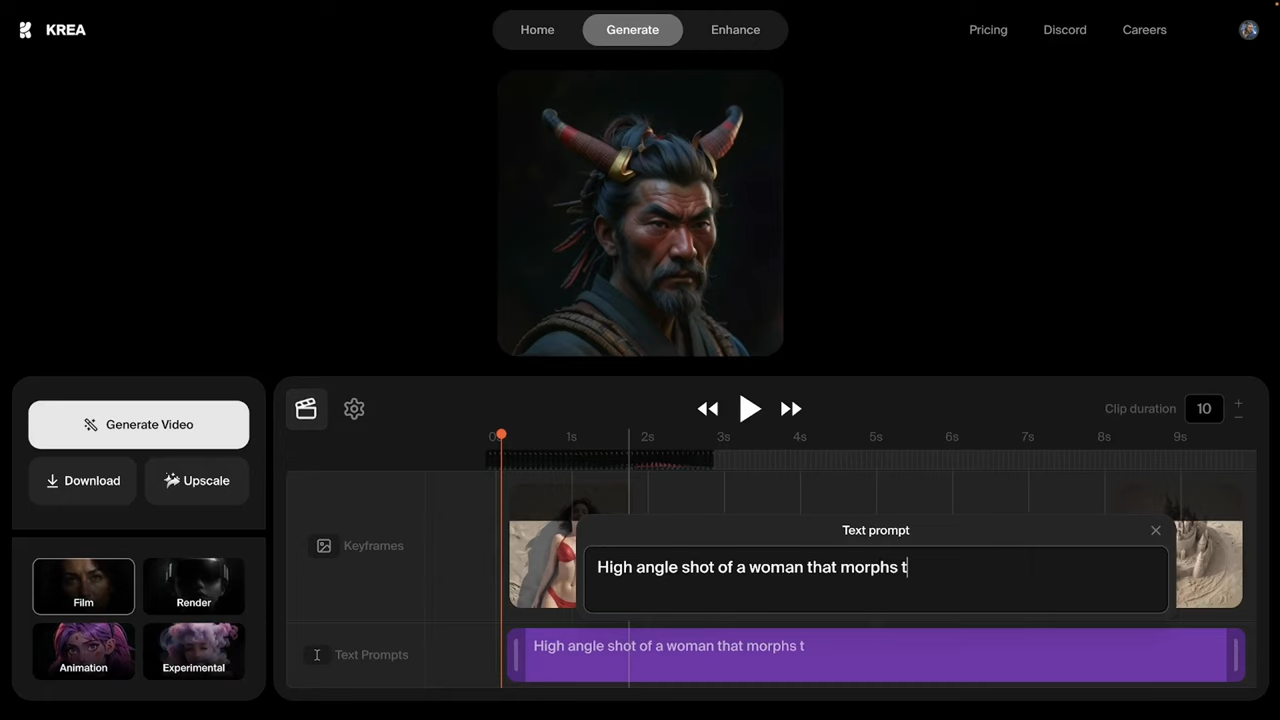 KREA
Home
Generate
Enhance
Pricing
Discord
Careers
Generate Video
Download
Upscale
Film
Render
Animation
Experimental
Clip duration
10
1s
2s
3s
4s
5s
6s
7s
8s
9s
Keyframes
Text prompt
High angle shot of a woman that morphs t
Text Prompts
High angle shot of a woman that morphs t